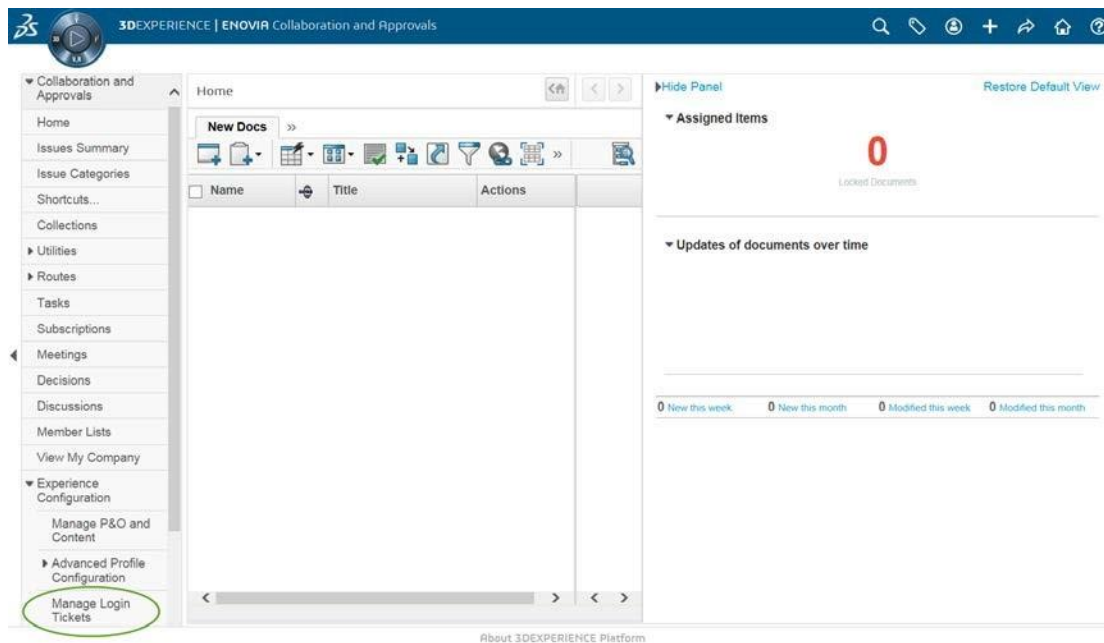 3DEXPERIENCE | ENOVIA Collaboration and Approvals
Collaboration and
Approvals
Home
Issues Summary
Issue Categories
Shortcuts...
Collections
Utilities
Routes
Tasks
Subscriptions
Meetings
Decisions
Discussions
Member Lists
View My Company
Experience
Configuration
Manage P&O and
Content
Advanced Profile
Configuration
Manage Login
Tickets
Home
New Docs »
Name Title Actions
Hide Panel Restore Default View
Assigned Items
0
Locked Documents
Updates of documents over time
0 New this week 0 New this month 0 Modified this week 0 Modified this month
About 3DEXPERIENCE Platform